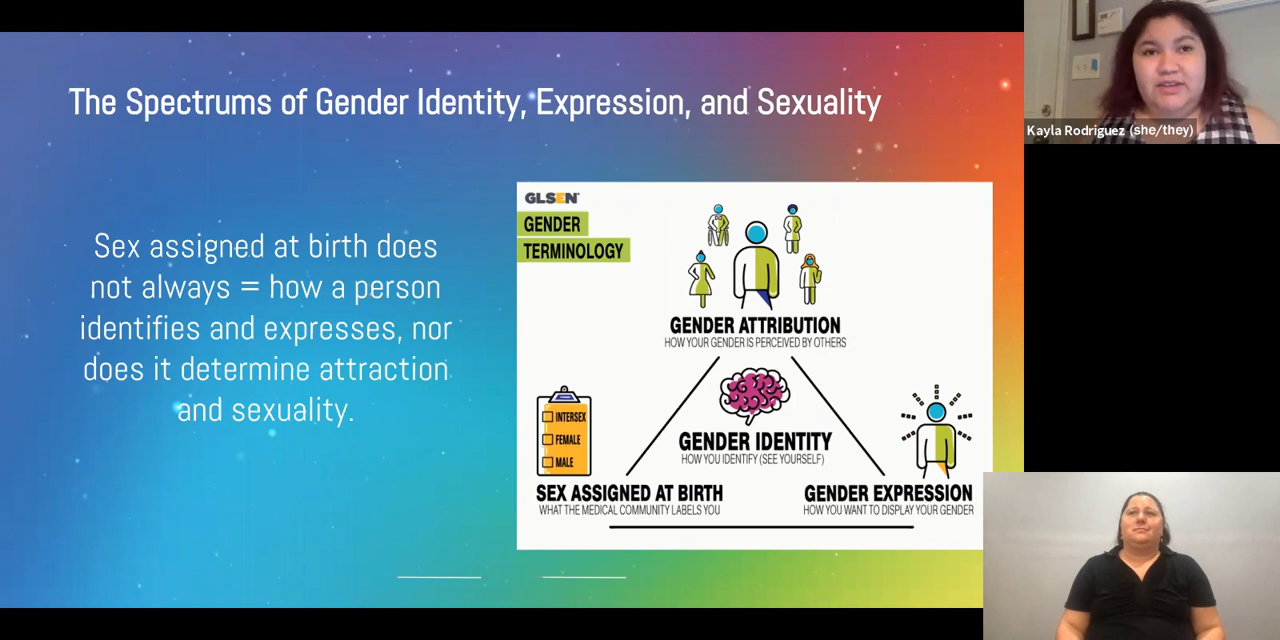 The Spectrums of Gender Identity, Expression, and Sexuality
Sex assigned at birth does
not always = how a person
identifies and expresses, nor
does it determine attraction
and sexuality.
GLSEN
GENDER
TERMINOLOGY
GENDER ATTRIBUTION
HOW YOUR GENDER IS PERCEIVED BY OTHERS
GENDER IDENTITY
HOW YOU IDENTIFY (SEE YOURSELF)
INTERSEX
FEMALE
MALE
SEX ASSIGNED AT BIRTH
WHAT THE MEDICAL COMMUNITY LABELS YOU
GENDER EXPRESSION
HOW YOU WANT TO DISPLAY YOUR GENDER
Kayla Rodriguez (she/they)